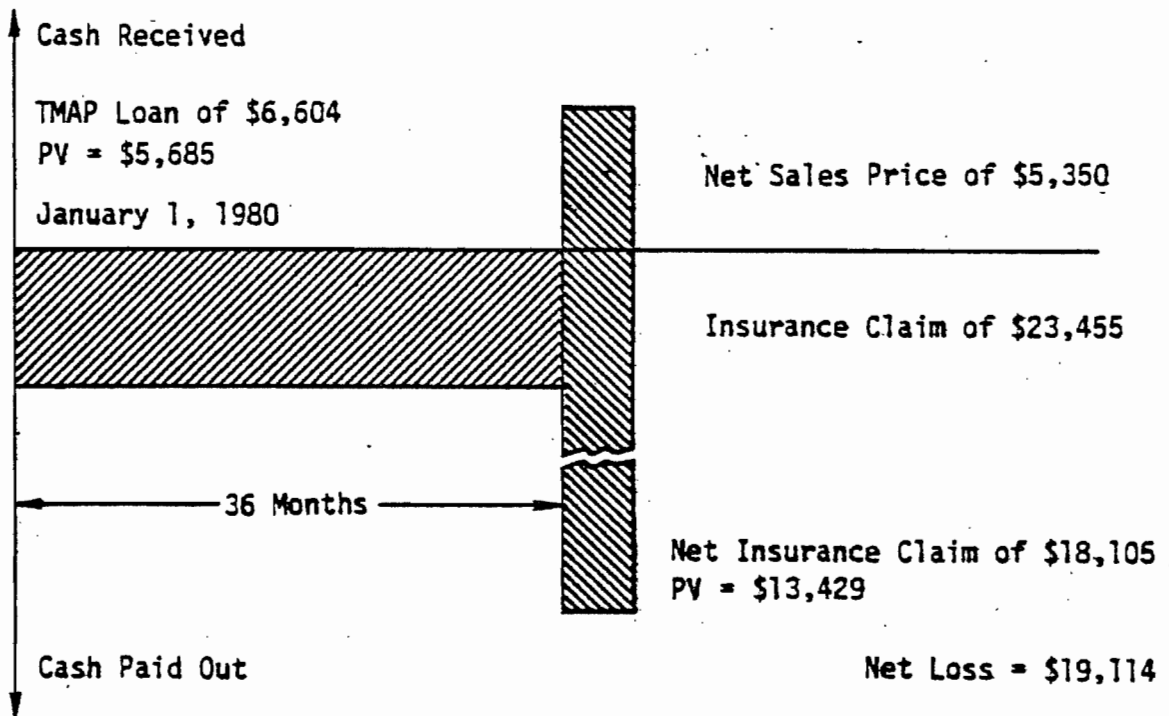 Cash Received
TMAP Loan of $6,604
PV = $5,685
January 1, 1980
Net Sales Price of $5,350
Insurance Claim of $23,455
36 Months
Net Insurance Claim of $18,105
PV = $13,429
Cash Paid Out
Net Loss = $19,114